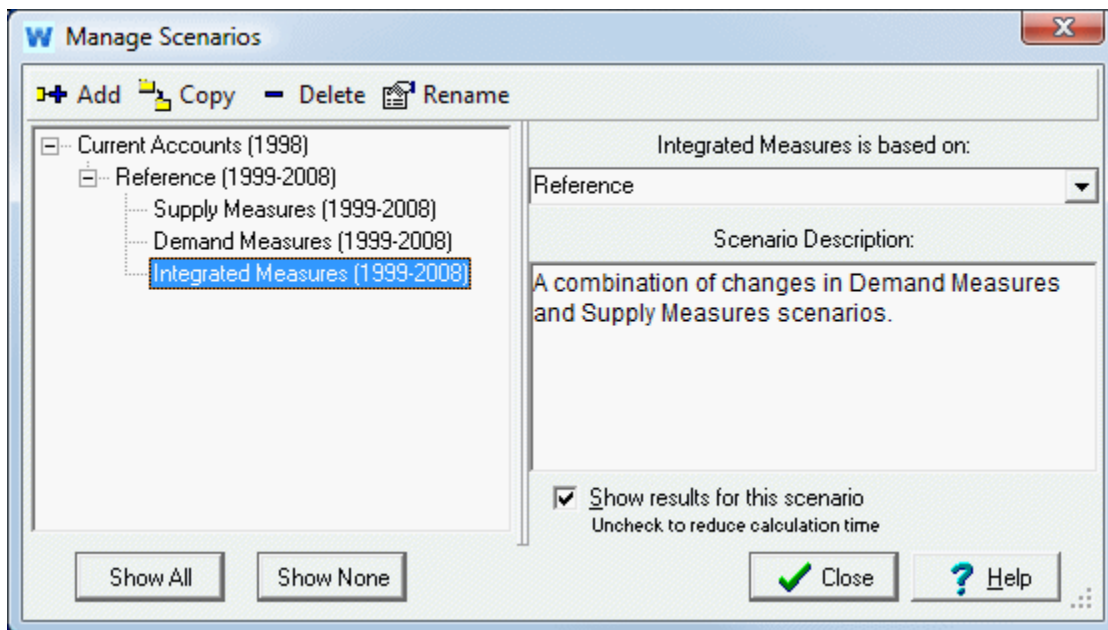 W Manage Scenarios
Add Copy Delete Rename
Current Accounts (1998)
Reference (1999-2008)
Supply Measures (1999-2008)
Demand Measures (1999-2008)
Integrated Measures (1999-2008)
Integrated Measures is based on:
Reference
Scenario Description:
A combination of changes in Demand Measures
and Supply Measures scenarios.
Show results for this scenario
Uncheck to reduce calculation time
Show All Show None Close ? Help